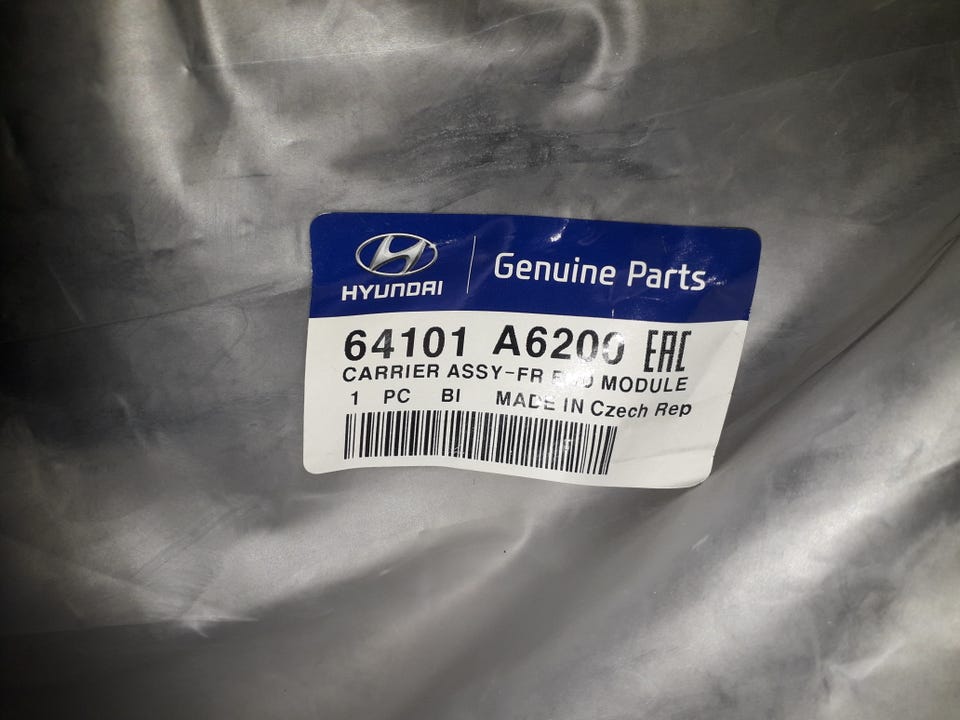 HYUNDAI
Genuine Parts
64101 A6200 EAC
CARRIER ASSY-FR MODULE
1 PC BI MADE IN Czech Rep